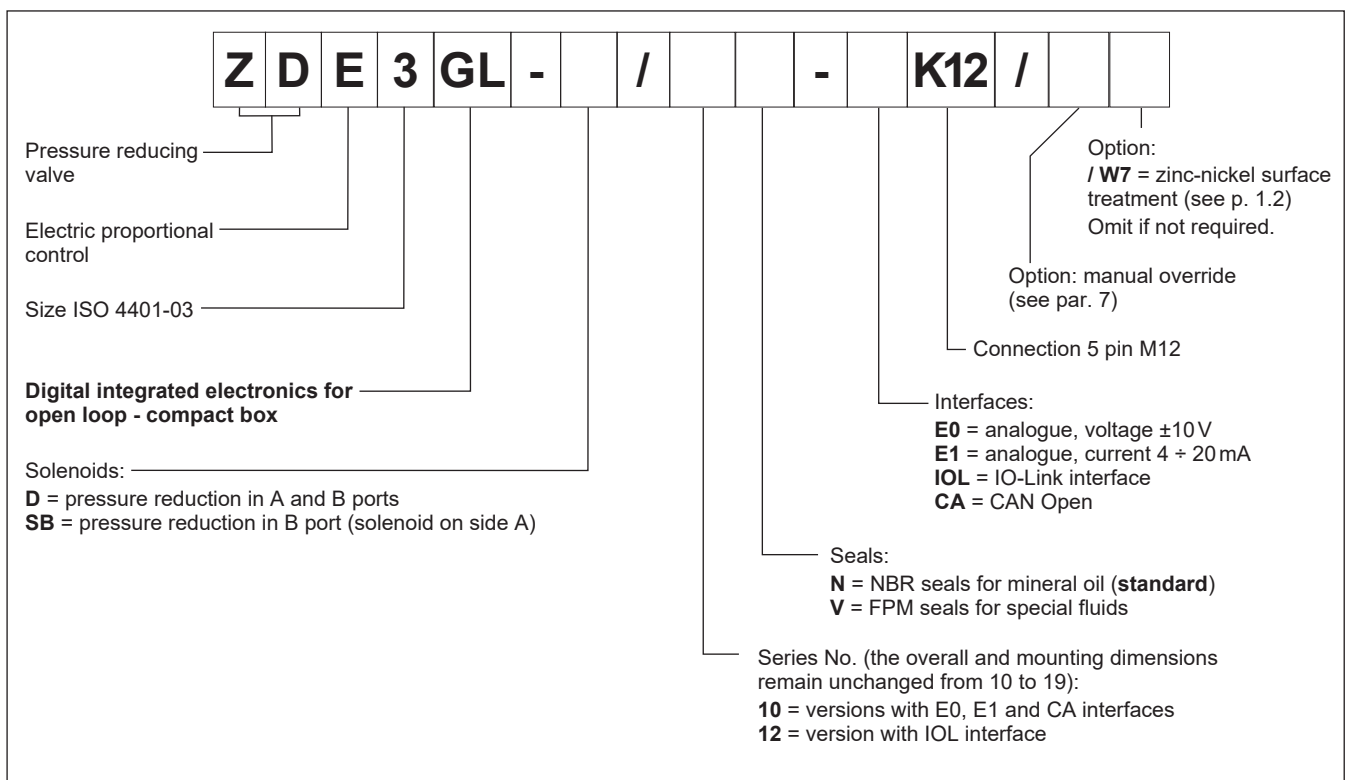 Z D E 3 GL - / - K12 /
Pressure reducing
valve
Electric proportional
control
Size ISO 4401-03
Digital integrated electronics for
open loop - compact box
Solenoids:
D = pressure reduction in A and B ports
SB = pressure reduction in B port (solenoid on side A)
Option:
/ W7 = zinc-nickel surface
treatment (see p. 1.2)
Omit if not required.
Option: manual override
(see par. 7)
Connection 5 pin M12
Interfaces:
E0 = analogue, voltage ±10 V
E1 = analogue, current 4 ÷ 20 mA
IOL = IO-Link interface
CA = CAN Open
Seals:
N = NBR seals for mineral oil (standard)
V = FPM seals for special fluids
Series No. (the overall and mounting dimensions
remain unchanged from 10 to 19):
10 = versions with E0, E1 and CA interfaces
12 = version with IOL interface